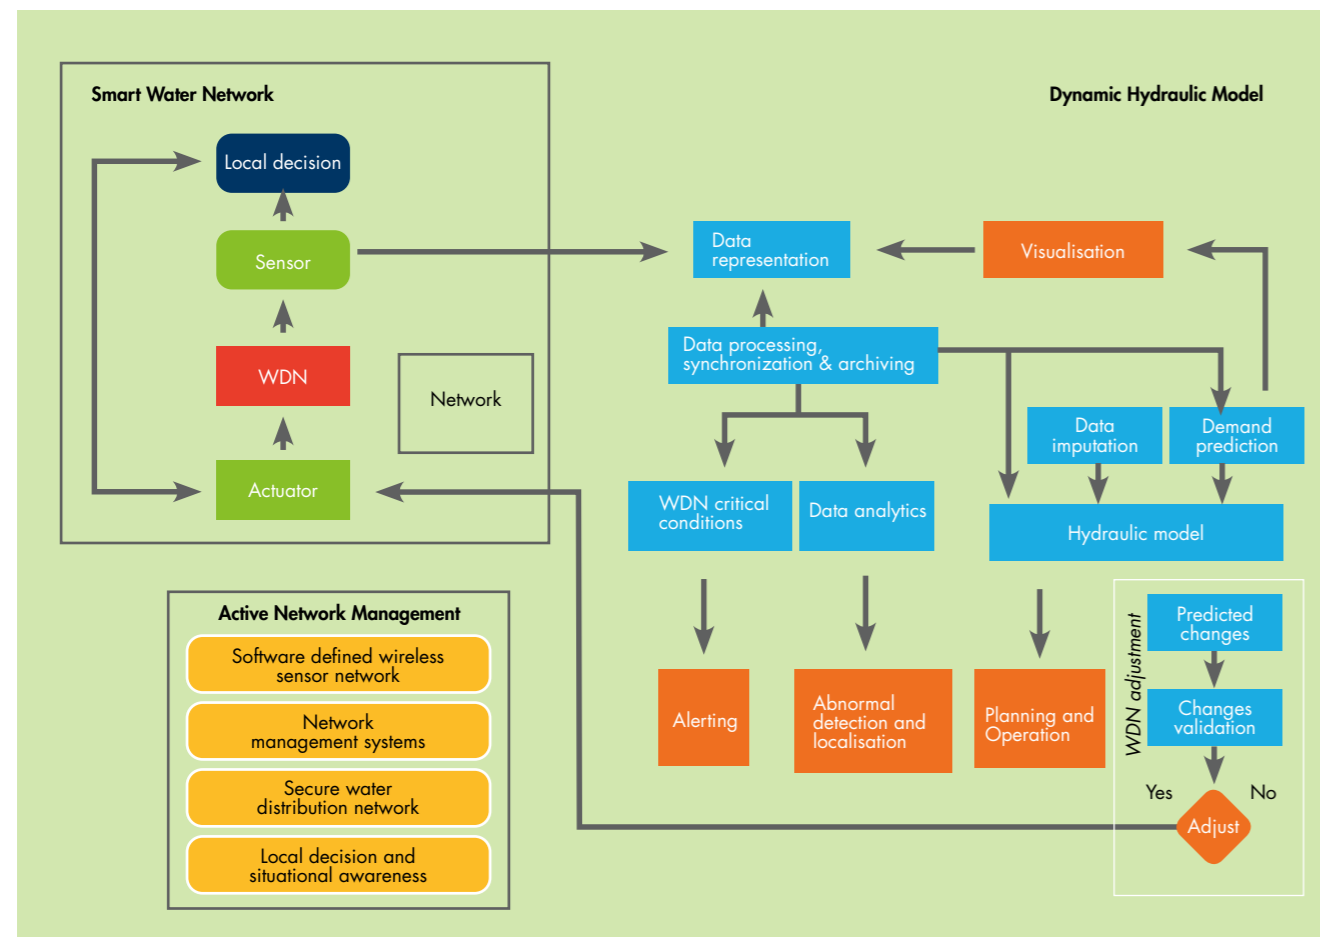 Smart Water Network
Dynamic Hydraulic Model
Local decision
Sensor
WDN
Network
Actuator
Data
representation
Visualisation
Data processing,
synchronization & archiving
Data
imputation
Demand
prediction
WDN critical
conditions
Data analytics
Hydraulic model
Alerting
Abnormal
detection and
localisation
Planning and
Operation
WDN adjustment
Predicted
changes
Changes
validation
Yes
No
Adjust
Active Network Management
Software defined wireless
sensor network
Network
management systems
Secure water
distribution network
Local decision and
situational awareness